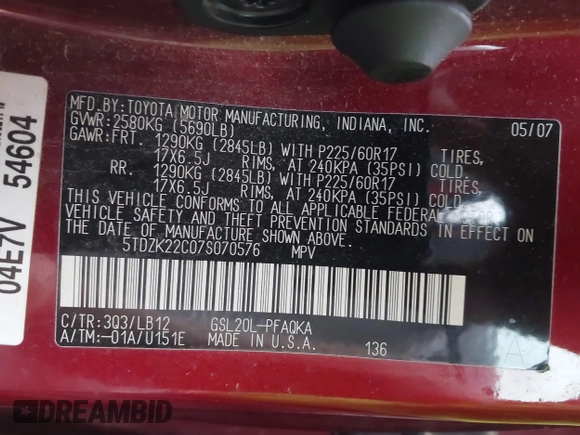 MFD. BY:TOYOTA MOTOR MANUFACTURING, INDIANA, INC. 05/07
GVWR: 2580KG (5690LB)
GAWR:FRT. 1290KG (2845LB) WITH P225/60R17 TIRES,
17X6.5J RIMS, AT 240KPA (35PSI) COLD.
RR. 1290KG (2845LB) WITH P225/60R17 TIRES,
17X6.5J RIMS, AT 240KPA (35PSI) COLD.
THIS VEHICLE CONFORMS TO ALL APPLICABLE FEDERAL MOTOR
VEHICLE SAFETY AND THEFT PREVENTION STANDARDS IN EFFECT ON
THE DATE OF MANUFACTURE SHOWN ABOVE.
5TDZK22C07S070576 MPV
C/TR:3Q3/LB12 GSL20L-PFAQKA
A/TM:-01A/U151E MADE IN U.S.A. 136
A
04E7V 54604
DREAMBID